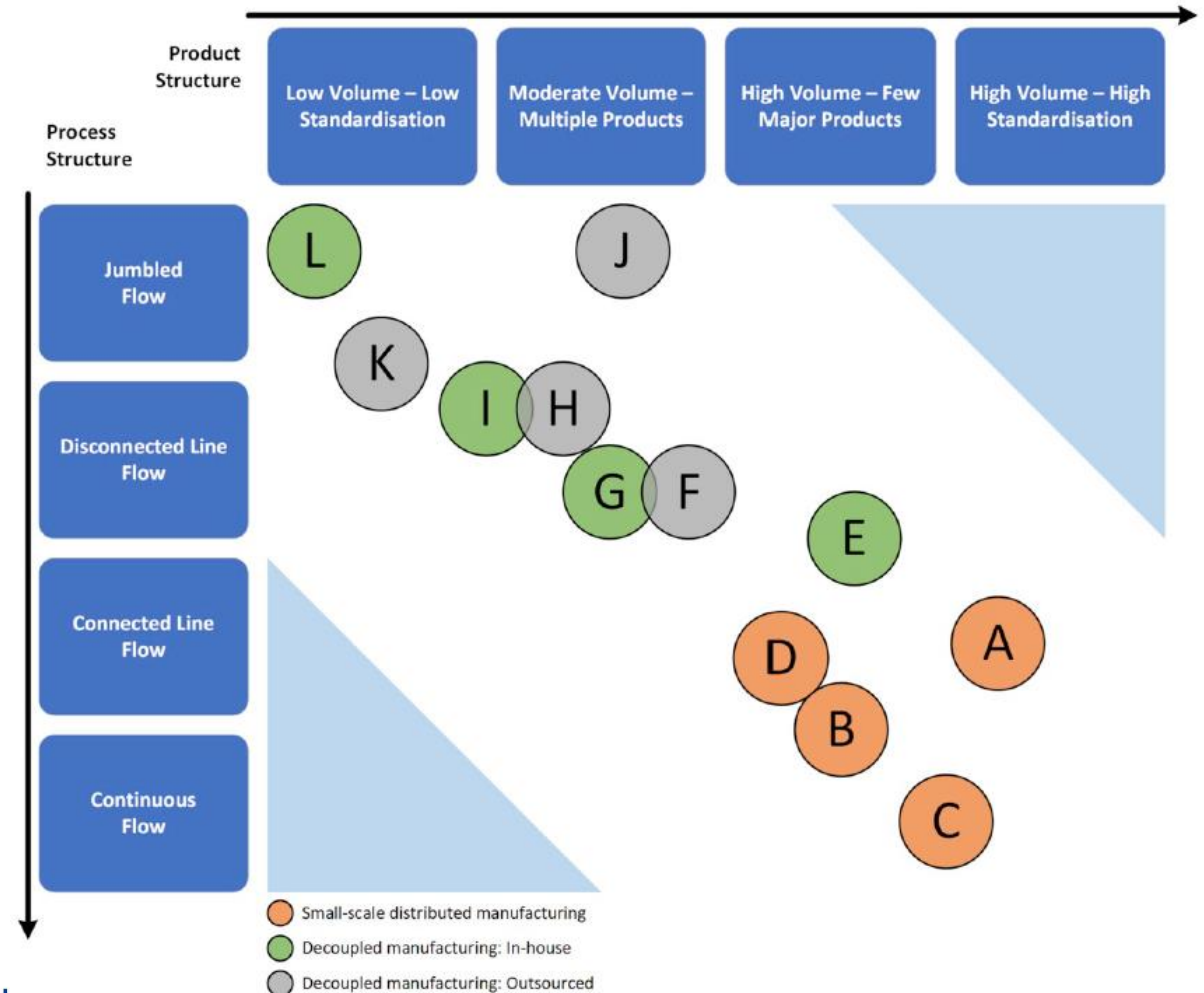 Product
Structure
Process
Structure
Low Volume – Low
Standardisation
Moderate Volume –
Multiple Products
High Volume – Few
Major Products
High Volume – High
Standardisation
Jumbled
Flow
Disconnected Line
Flow
Connected Line
Flow
Continuous
Flow
L
J
K
I
H
G
F
E
D
A
B
C
Small-scale distributed manufacturing
Decoupled manufacturing: In-house
Decoupled manufacturing: Outsourced